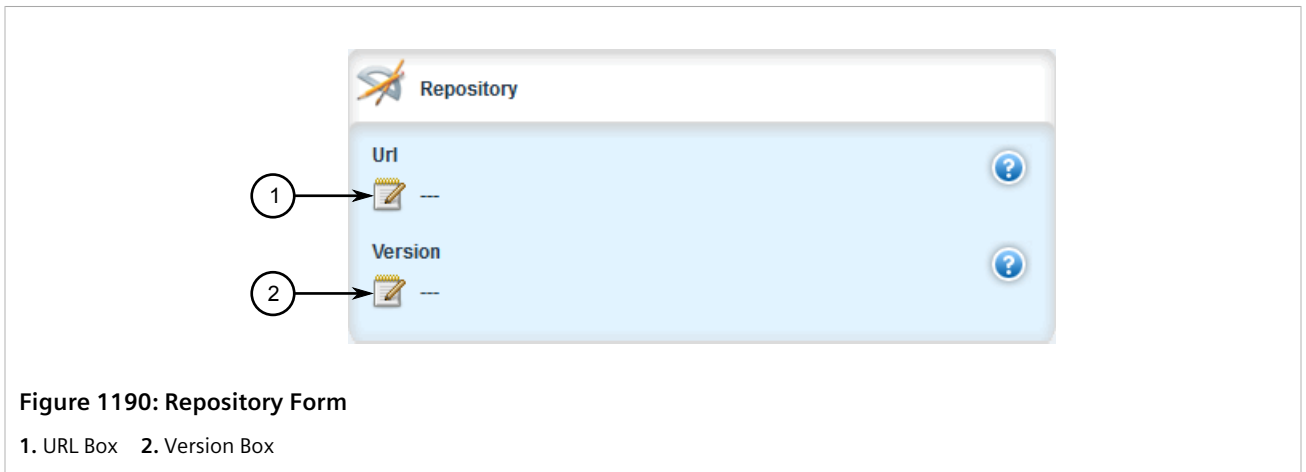 Repository
Url
?
1
---
Version
?
2
---
Figure 1190: Repository Form
1. URL Box 2. Version Box